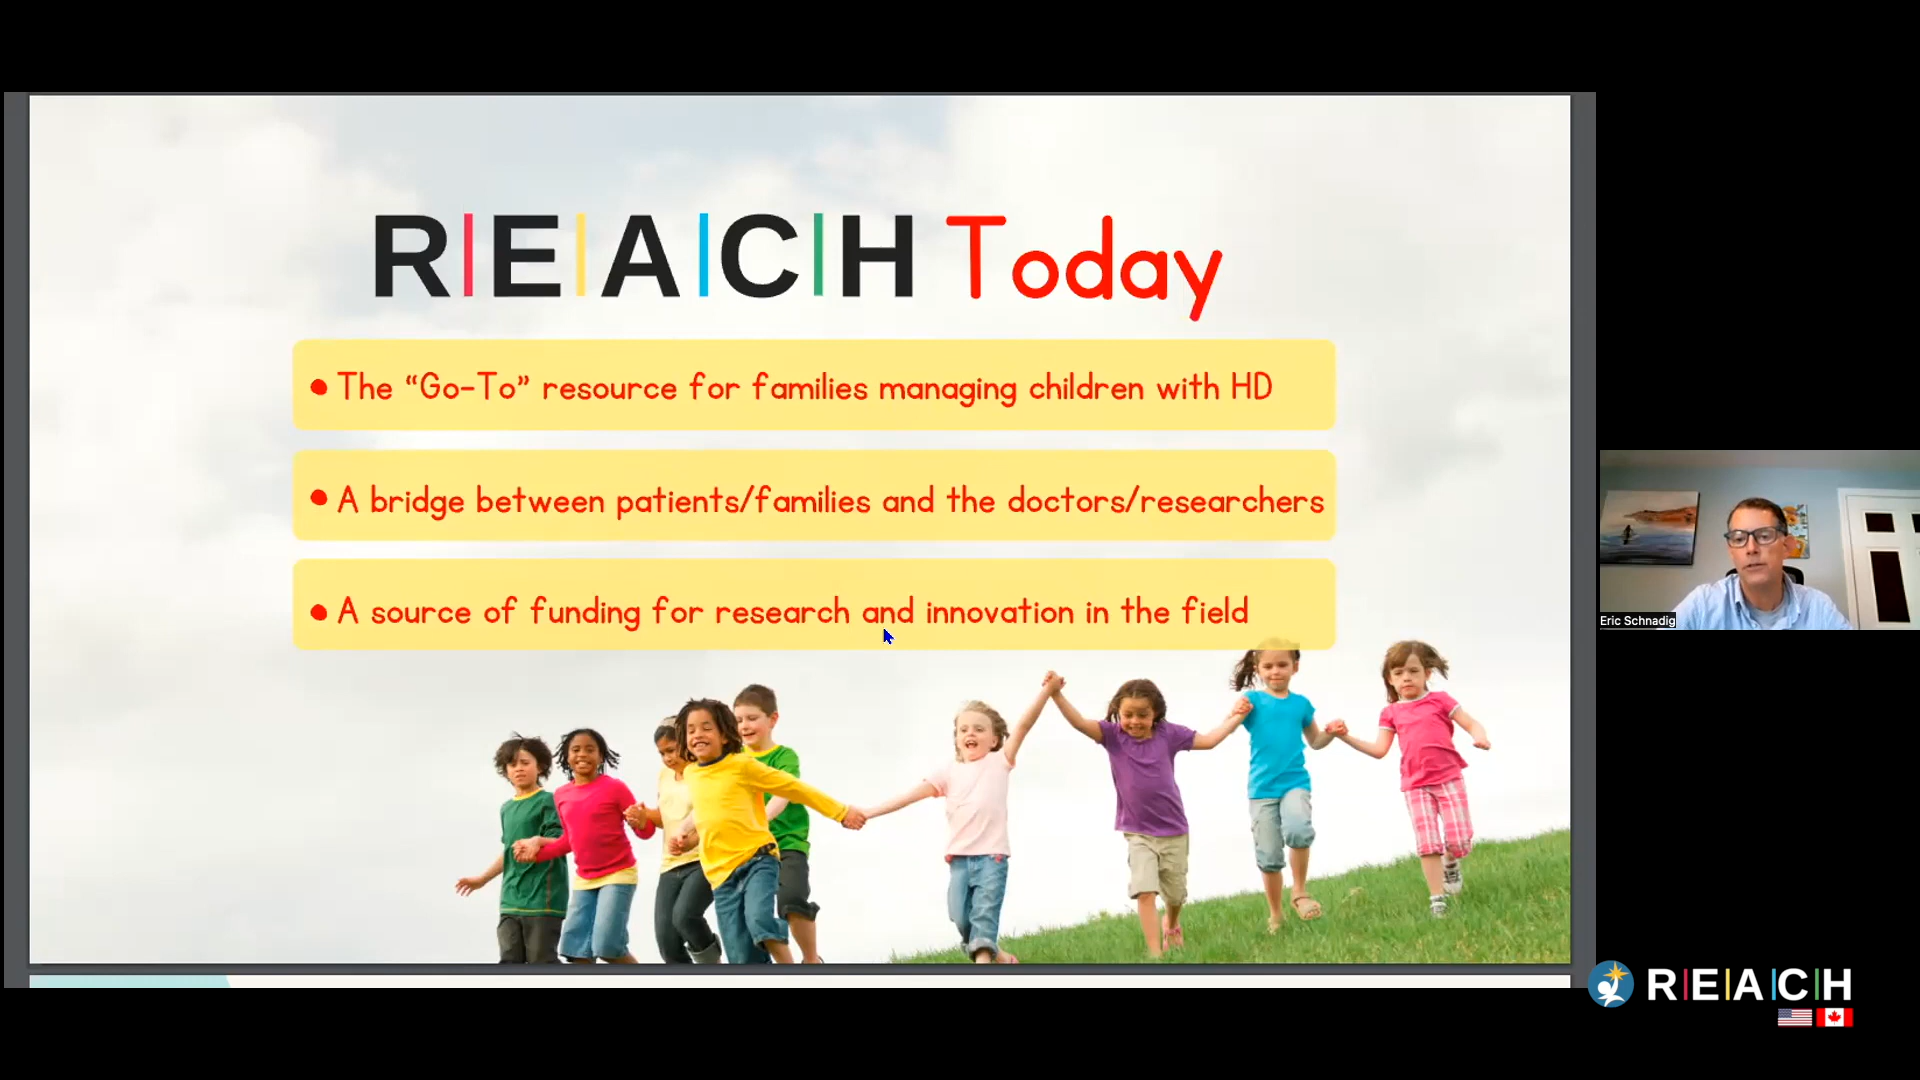 R|E|A|C|H Today
• The “Go-To” resource for families managing children with HD
• A bridge between patients/families and the doctors/researchers
• A source of funding for research and innovation in the field
Eric Schnadig
R|E|A|C|H